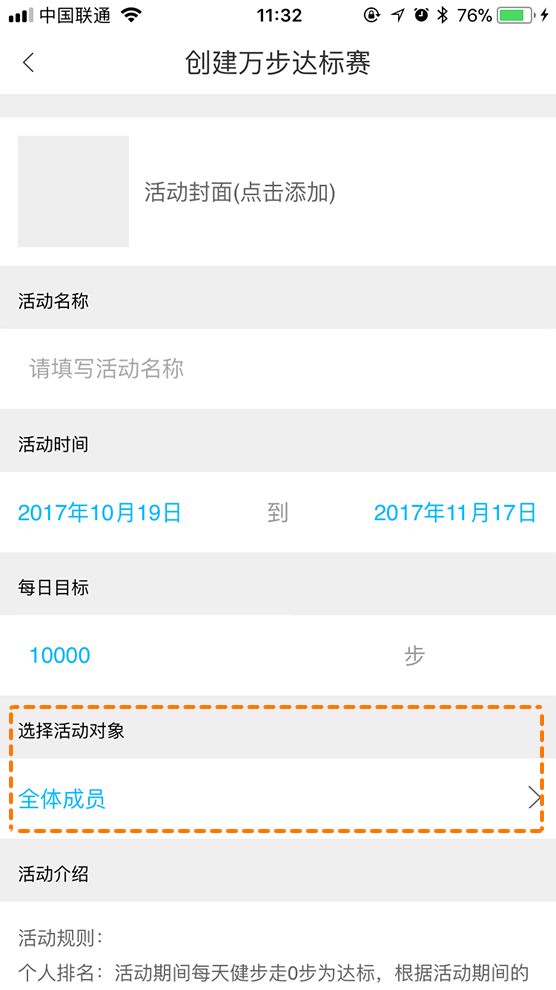 中国联通 11:32 76%
创建万步达标赛
活动封面(点击添加)
活动名称
请填写活动名称
活动时间
2017年10月19日 到 2017年11月17日
每日目标
10000 步
选择活动对象
全体成员
活动介绍
活动规则：
个人排名：活动期间每天健步走0步为达标，根据活动期间的